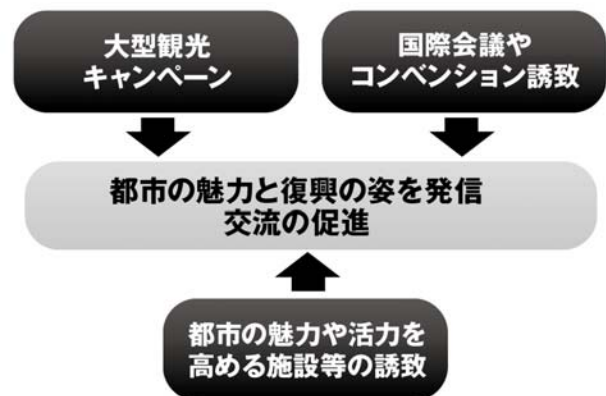 大型観光
キャンペーン
国際会議や
コンベンション誘致
都市の魅力と復興の姿を発信
交流の促進
都市の魅力や活力を
高める施設等の誘致